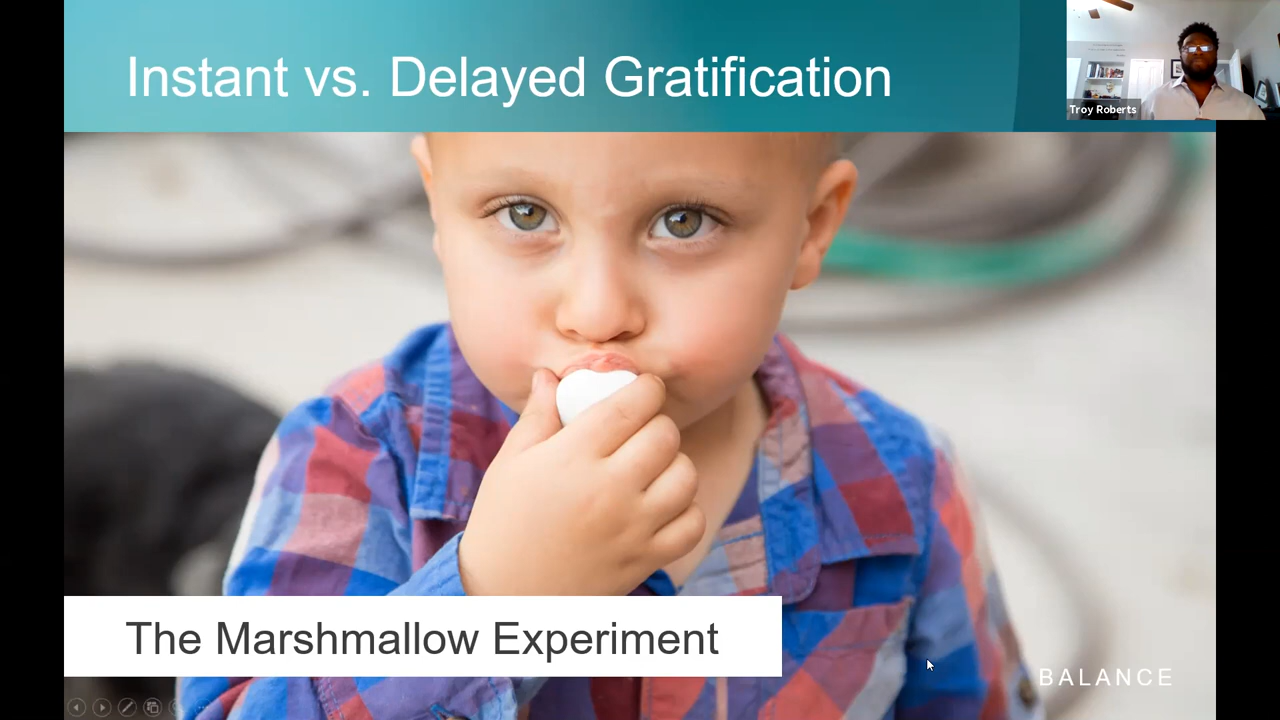 Instant vs. Delayed Gratification
Troy Roberts
The Marshmallow Experiment
BALANCE